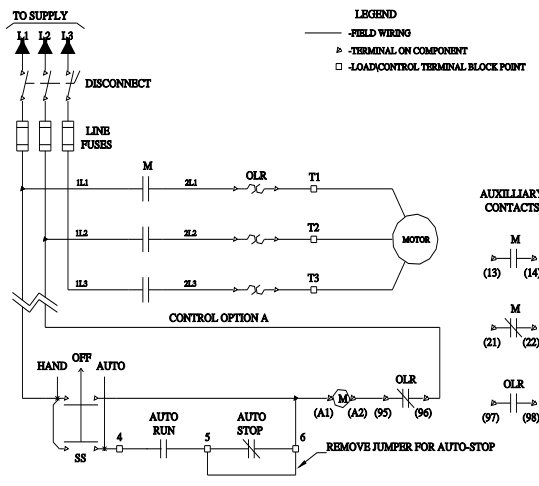 TO SUPPLY
L1 L2 L3
DISCONNECT
LINE
FUSES
LEGEND
-FIELD WIRING
-TERMINAL ON COMPONENT
-LOAD\CONTROL TERMINAL BLOCK POINT
M
OLR
1L1 2L1 T1
1L2 2L2 T2
1L3 2L3 T3
MOTOR
AUXILLIARY
CONTACTS
M
(13) (14)
M
(21) (22)
OLR
(97) (98)
CONTROL OPTION A
HAND OFF AUTO
SS
M
(A1) (A2)
OLR
(95) (96)
AUTO
RUN
AUTO
STOP
4 5 6
REMOVE JUMPER FOR AUTO-STOP